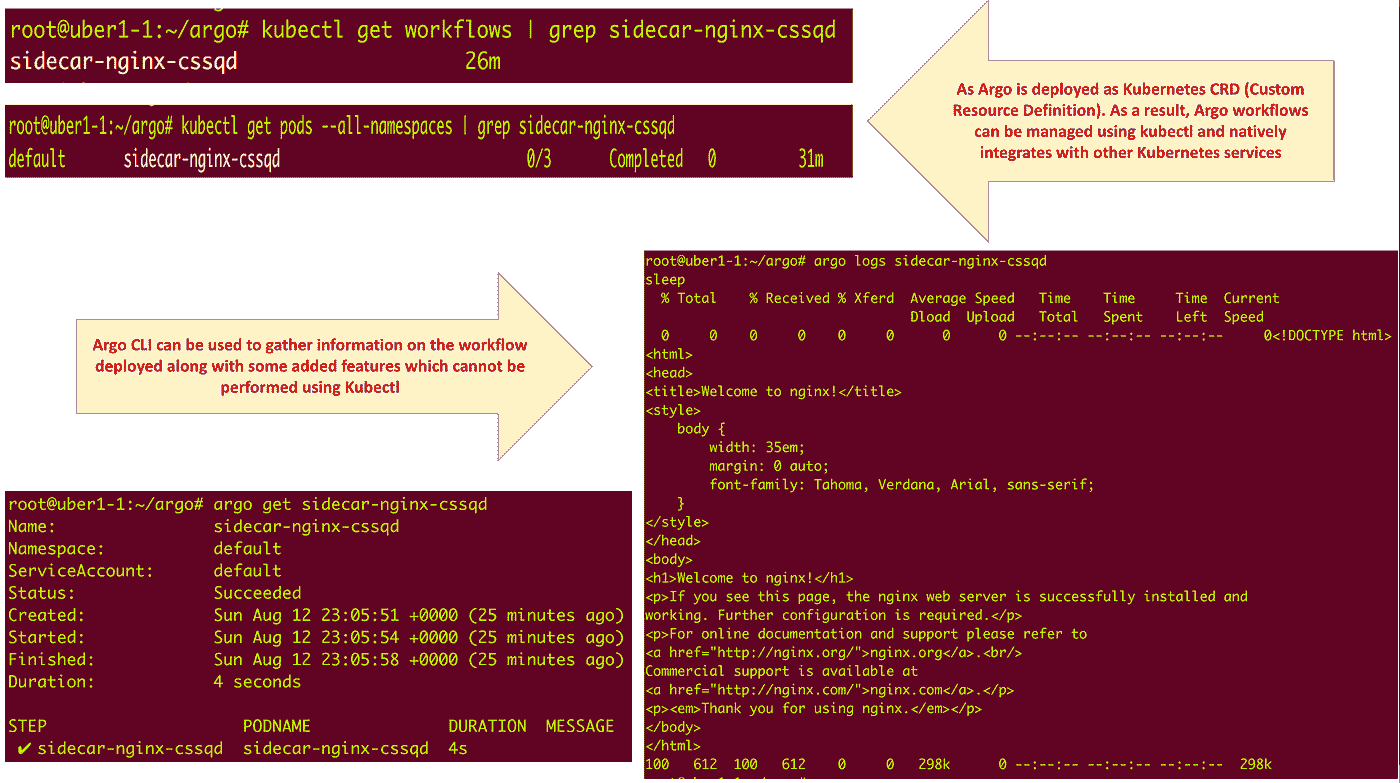 root@uber1-1:~/argo# kubectl get workflows | grep sidecar-nginx-cssqd
sidecar-nginx-cssqd 26m
root@uber1-1:~/argo# kubectl get pods --all-namespaces | grep sidecar-nginx-cssqd
default sidecar-nginx-cssqd 0/3 Completed 0 31m
As Argo is deployed as Kubernetes CRD (Custom
Resource Definition). As a result, Argo workflows
can be managed using kubectl and natively
integrates with other Kubernetes services
Argo CLI can be used to gather information on the workflow
deployed along with some added features which cannot be
performed using Kubectl
root@uber1-1:~/argo# argo logs sidecar-nginx-cssqd
sleep
% Total % Received % Xferd Average Speed Time Time Time Current
Dload Upload Total Spent Left Speed
0 0 0 0 0 0 0 0 --:--:-- --:--:-- --:--:-- 0<!DOCTYPE html>
<html>
<head>
<title>Welcome to nginx!</title>
<style>
body {
width: 35em;
margin: 0 auto;
font-family: Tahoma, Verdana, Arial, sans-serif;
}
</style>
</head>
<body>
<h1>Welcome to nginx!</h1>
<p>If you see this page, the nginx web server is successfully installed and
working. Further configuration is required.</p>
<p>For online documentation and support please refer to
<a href="http://nginx.org/">nginx.org</a>.<br/>
Commercial support is available at
<a href="http://nginx.com/">nginx.com</a>.</p>
<p><em>Thank you for using nginx.</em></p>
</body>
</html>
100 612 100 612 0 0 298k 0 --:--:-- --:--:-- --:--:-- 298k
root@uber1-1:~/argo# argo get sidecar-nginx-cssqd
Name: sidecar-nginx-cssqd
Namespace: default
ServiceAccount: default
Status: Succeeded
Created: Sun Aug 12 23:05:51 +0000 (25 minutes ago)
Started: Sun Aug 12 23:05:54 +0000 (25 minutes ago)
Finished: Sun Aug 12 23:05:58 +0000 (25 minutes ago)
Duration: 4 seconds
STEP PODNAME DURATION MESSAGE
✔ sidecar-nginx-cssqd sidecar-nginx-cssqd 4s